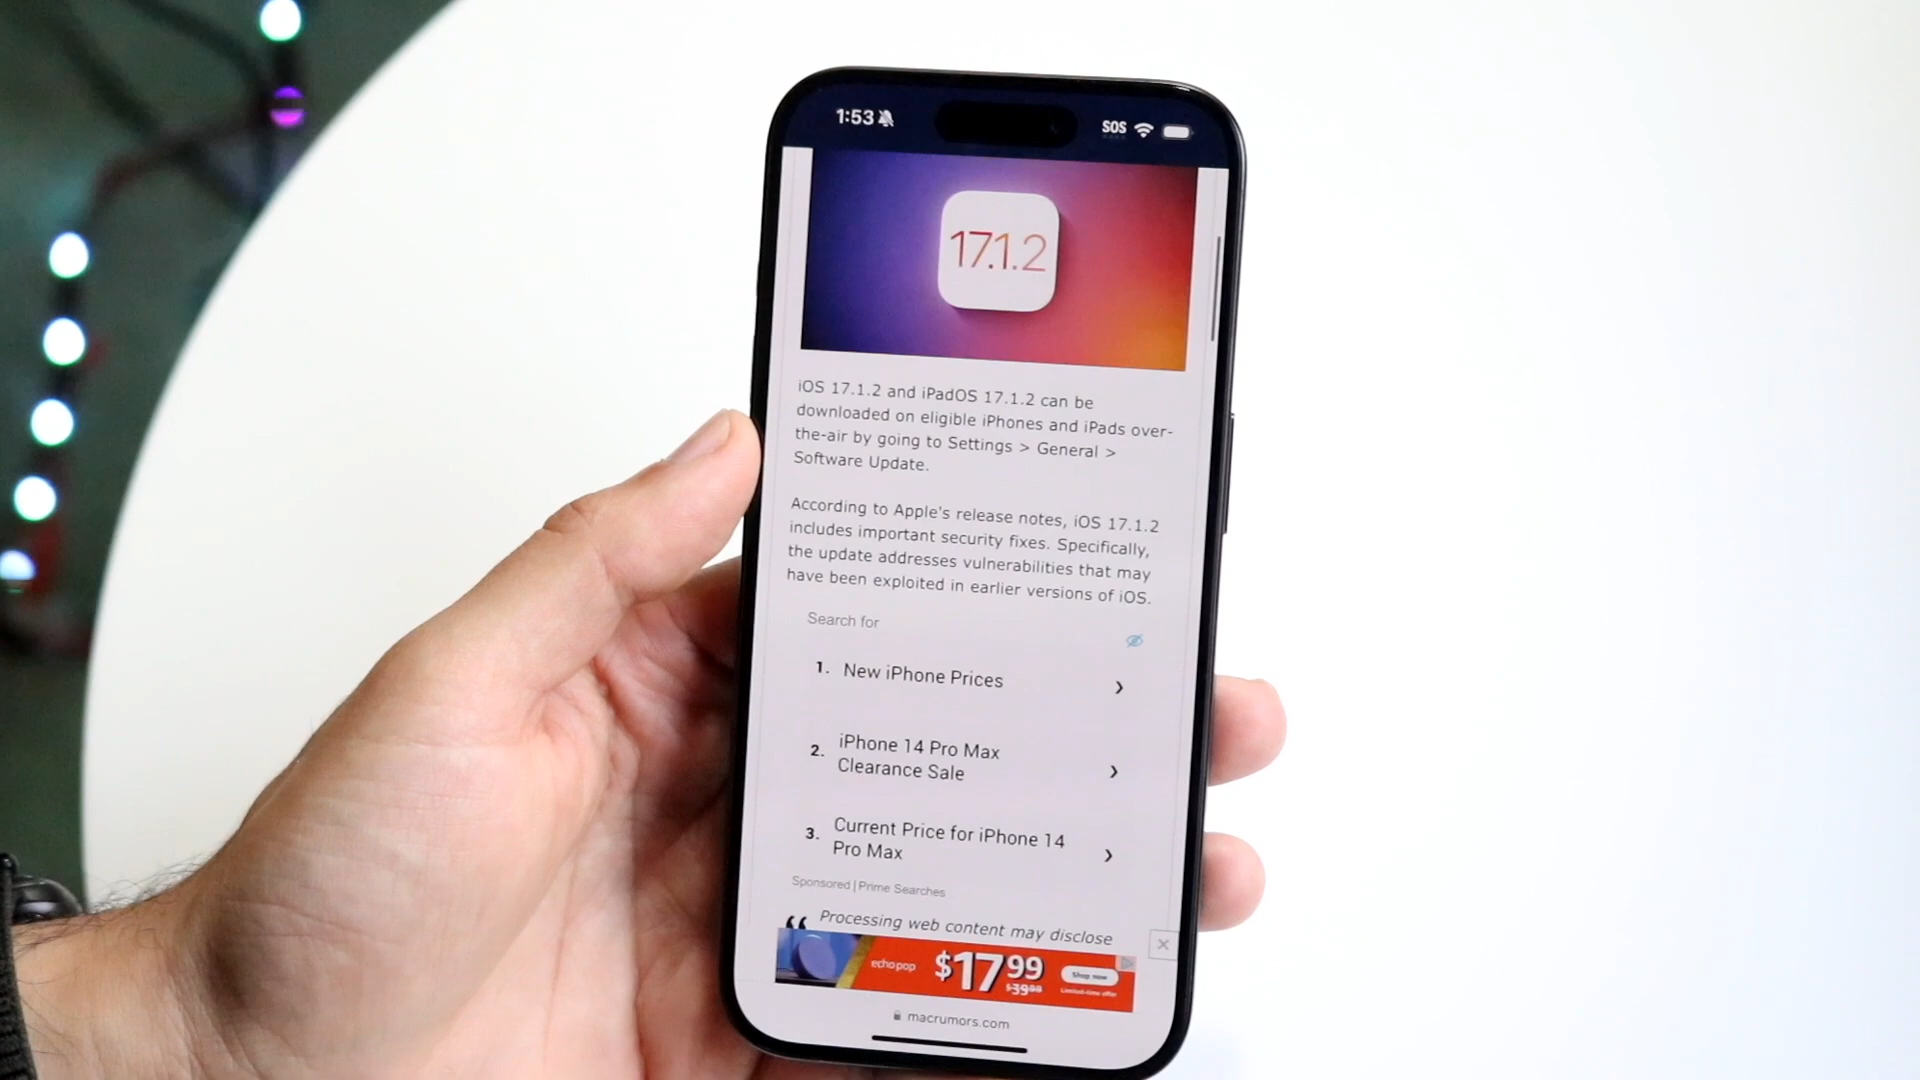 1:53
SOS
17.1.2
iOS 17.1.2 and iPadOS 17.1.2 can be
downloaded on eligible iPhones and iPads over-
the-air by going to Settings > General >
Software Update.
According to Apple's release notes, iOS 17.1.2
includes important security fixes. Specifically,
the update addresses vulnerabilities that may
have been exploited in earlier versions of iOS.
Search for
1. New iPhone Prices
2. iPhone 14 Pro Max
Clearance Sale
3. Current Price for iPhone 14
Pro Max
Sponsored | Prime Searches
“ Processing web content may disclose
echo pop
$1799
$3999
Shop now
Limited-time offer
macrumors.com